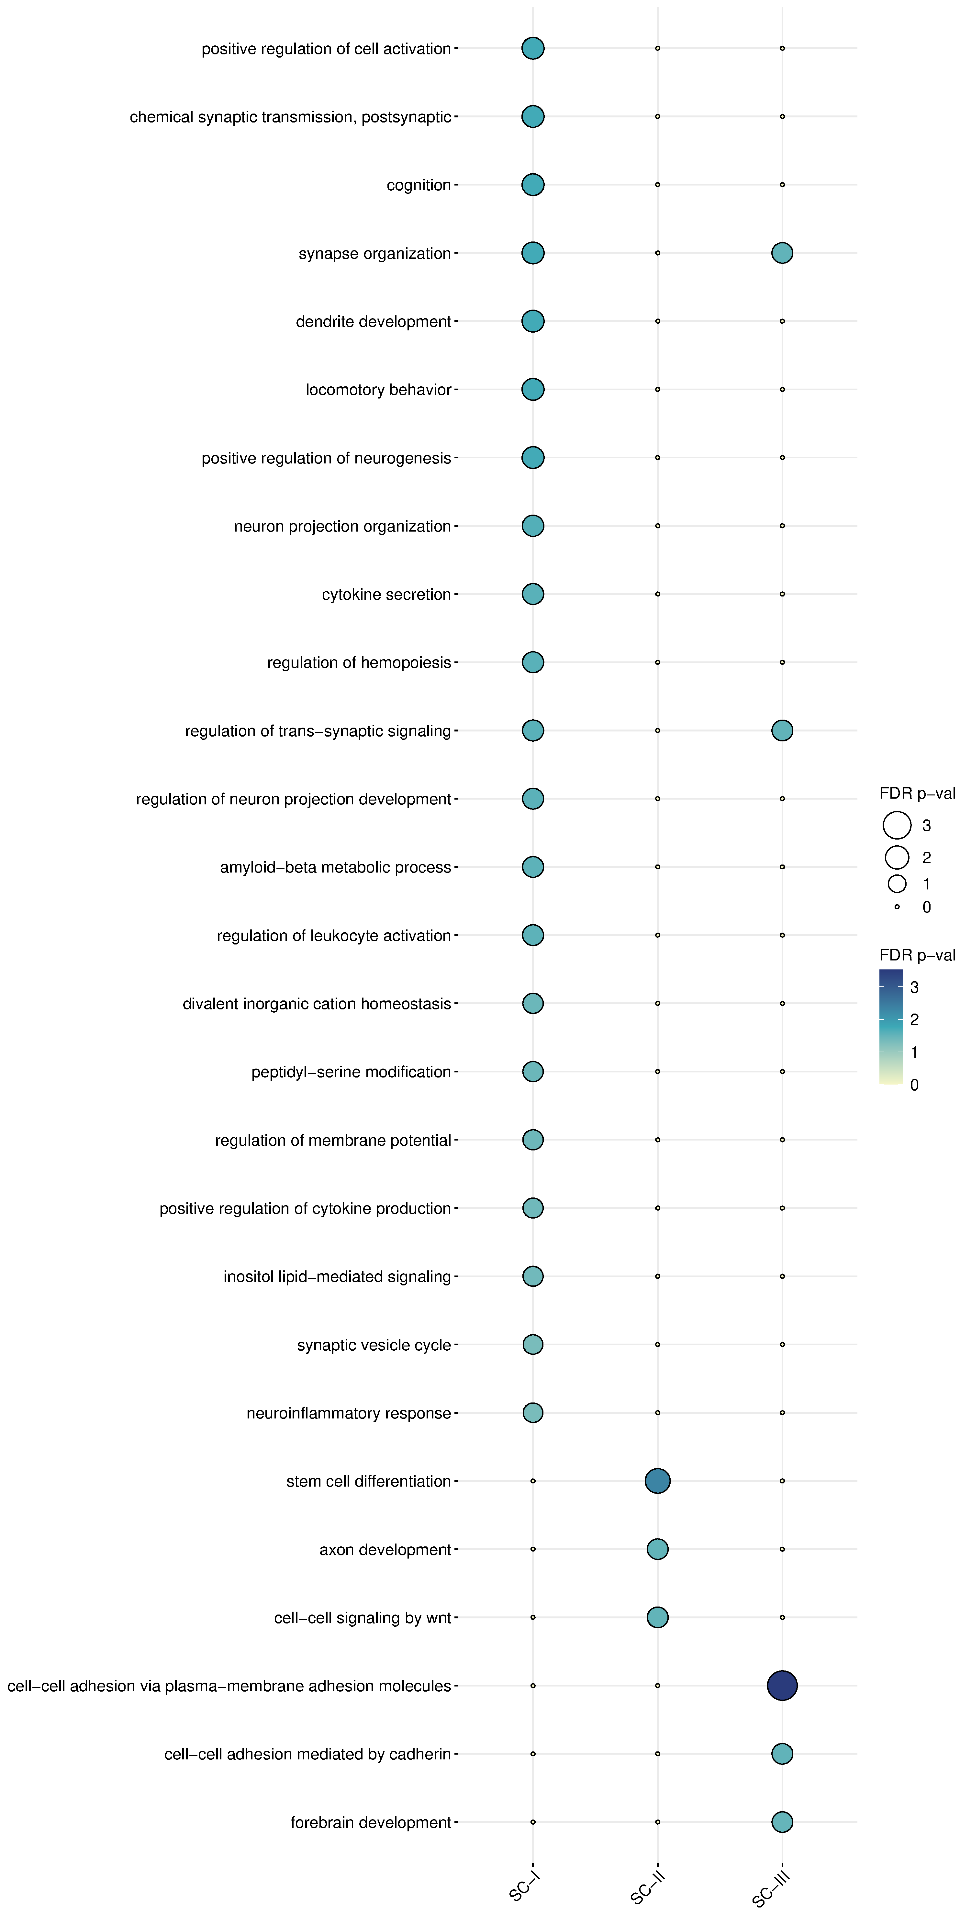 positive regulation of cell activation
chemical synaptic transmission, postsynaptic
cognition
synapse organization
dendrite development
locomotory behavior
positive regulation of neurogenesis
neuron projection organization
cytokine secretion
regulation of hemopoiesis
regulation of trans−synaptic signaling
regulation of neuron projection development
amyloid−beta metabolic process
regulation of leukocyte activation
divalent inorganic cation homeostasis
peptidyl−serine modification
regulation of membrane potential
positive regulation of cytokine production
inositol lipid−mediated signaling
synaptic vesicle cycle
neuroinflammatory response
stem cell differentiation
axon development
cell−cell signaling by wnt
cell−cell adhesion via plasma−membrane adhesion molecules
cell−cell adhesion mediated by cadherin
forebrain development
SC−I
SC−II
SC−III
FDR p−val
3
2
1
0
FDR p−val
3
2
1
0